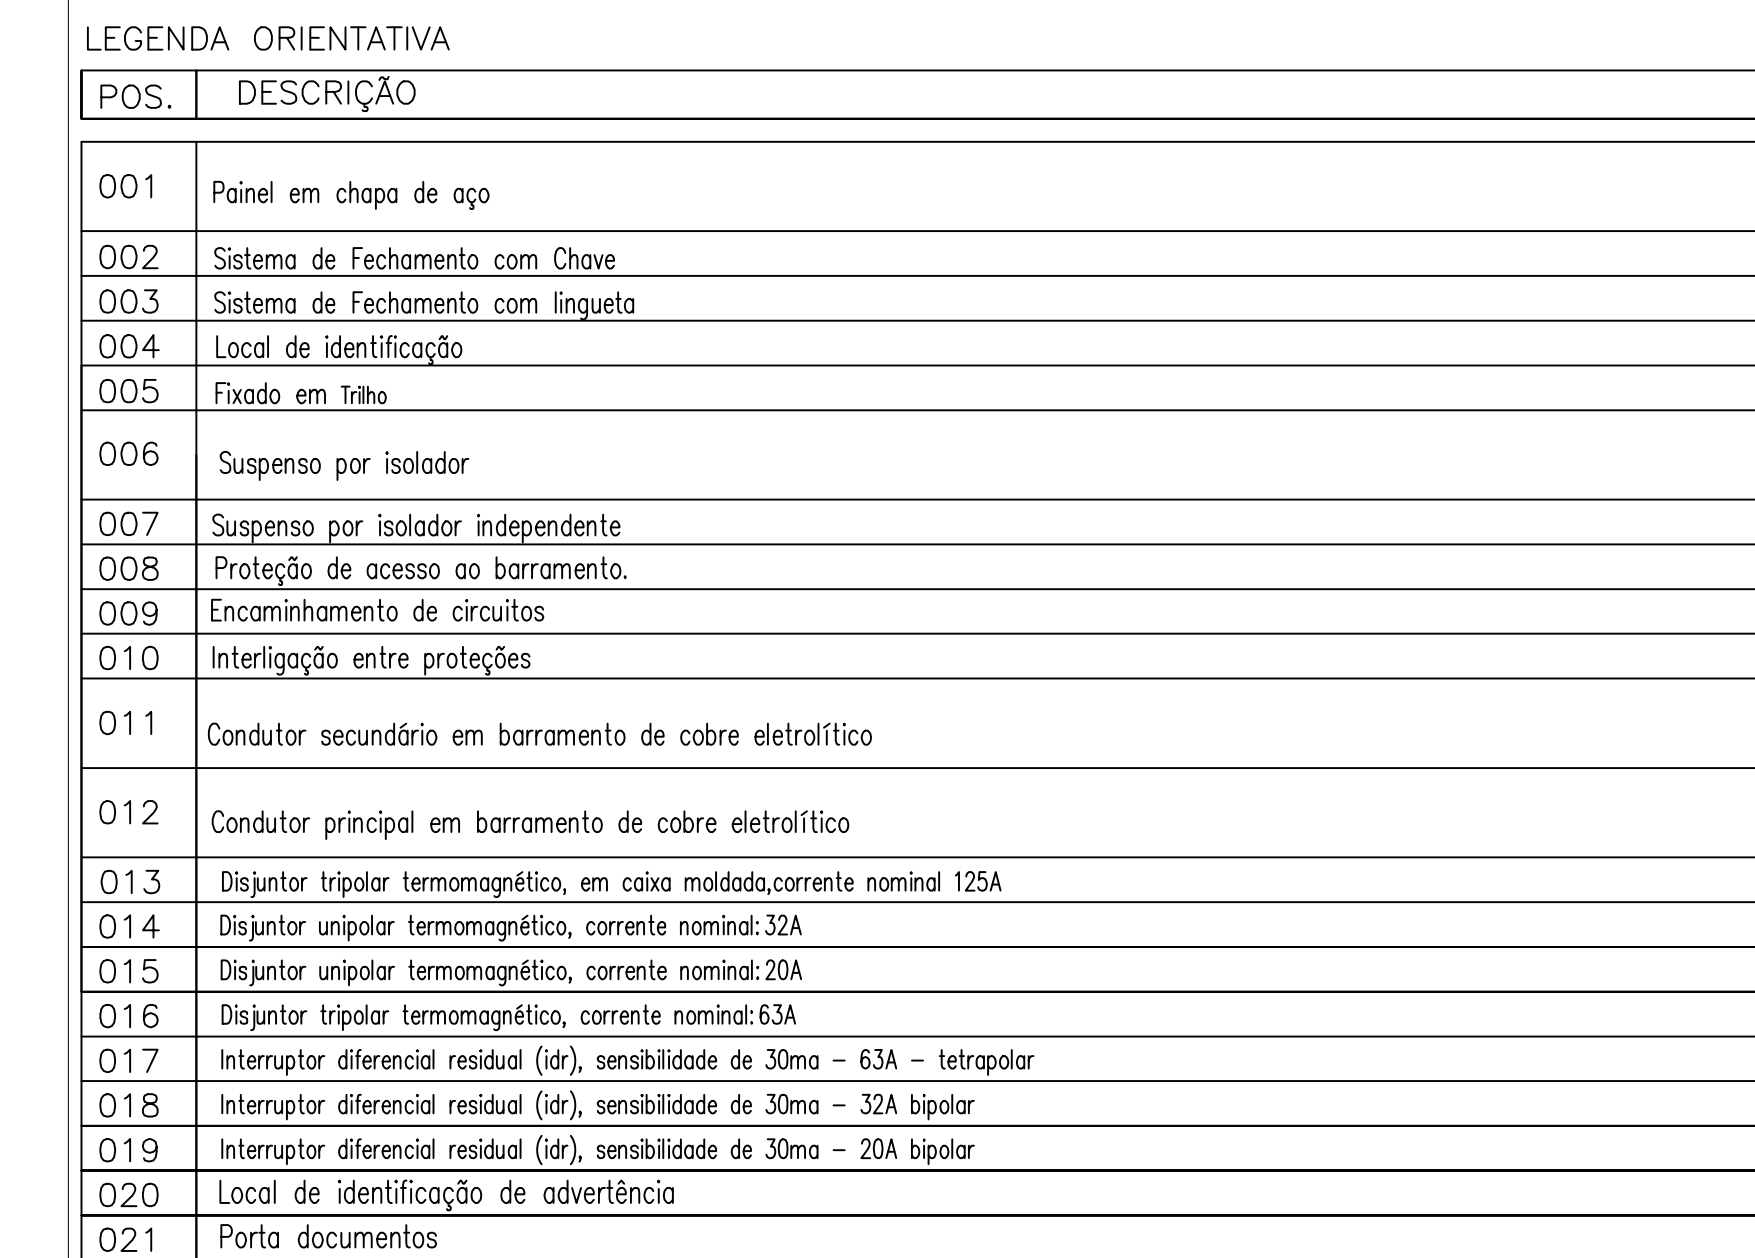 LEGENDA ORIENTATIVA
POS. DESCRIÇÃO
001 Painel em chapa de aço
002 Sistema de Fechamento com Chave
003 Sistema de Fechamento com lingueta
004 Local de identificação
005 Fixado em Trilho
006 Suspenso por isolador
007 Suspenso por isolador independente
008 Proteção de acesso ao barramento.
009 Encaminhamento de circuitos
010 Interligação entre proteções
011 Condutor secundário em barramento de cobre eletrolítico
012 Condutor principal em barramento de cobre eletrolítico
013 Disjuntor tripolar termomagnético, em caixa moldada,corrente nominal 125A
014 Disjuntor unipolar termomagnético, corrente nominal:32A
015 Disjuntor unipolar termomagnético, corrente nominal:20A
016 Disjuntor tripolar termomagnético, corrente nominal:63A
017 Interruptor diferencial residual (idr), sensibilidade de 30ma – 63A – tetrapolar
018 Interruptor diferencial residual (idr), sensibilidade de 30ma – 32A bipolar
019 Interruptor diferencial residual (idr), sensibilidade de 30ma – 20A bipolar
020 Local de identificação de advertência
021 Porta documentos